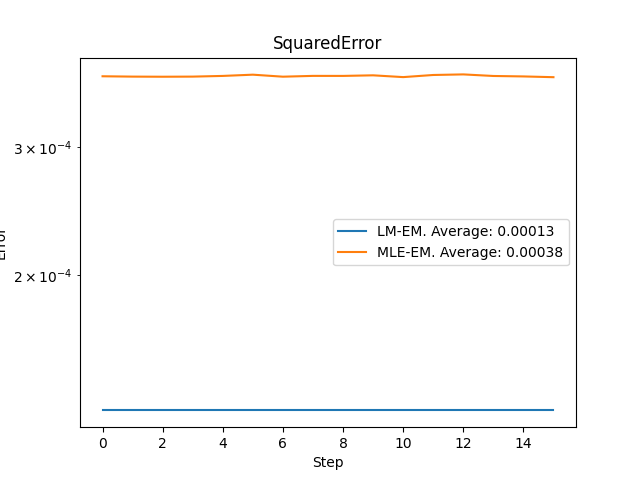 SquaredError
3 × 10⁻⁴
Error
LM-EM. Average: 0.00013
MLE-EM. Average: 0.00038
2 × 10⁻⁴
0 2 4 6 8 10 12 14
Step